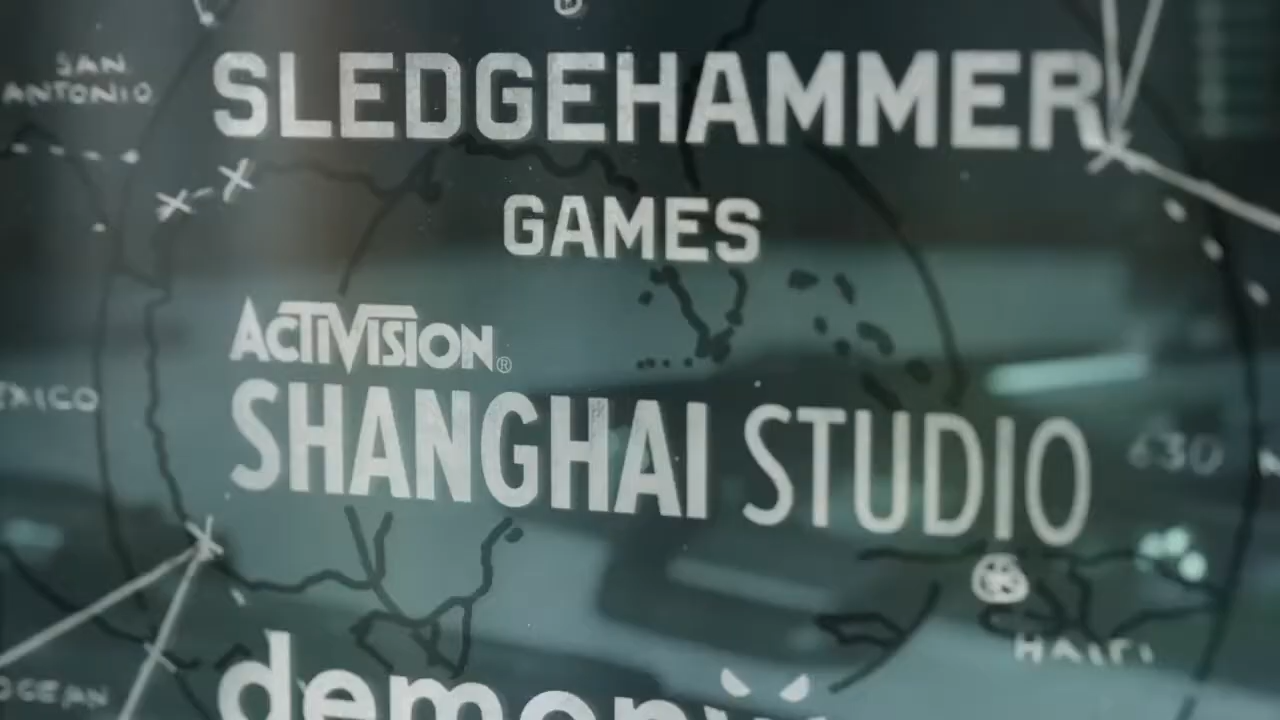 SAN
ANTONIO
SLEDGEHAMMER
GAMES
ACTIVISION®
SHANGHAI STUDIO
630
HAITI
OCEAN